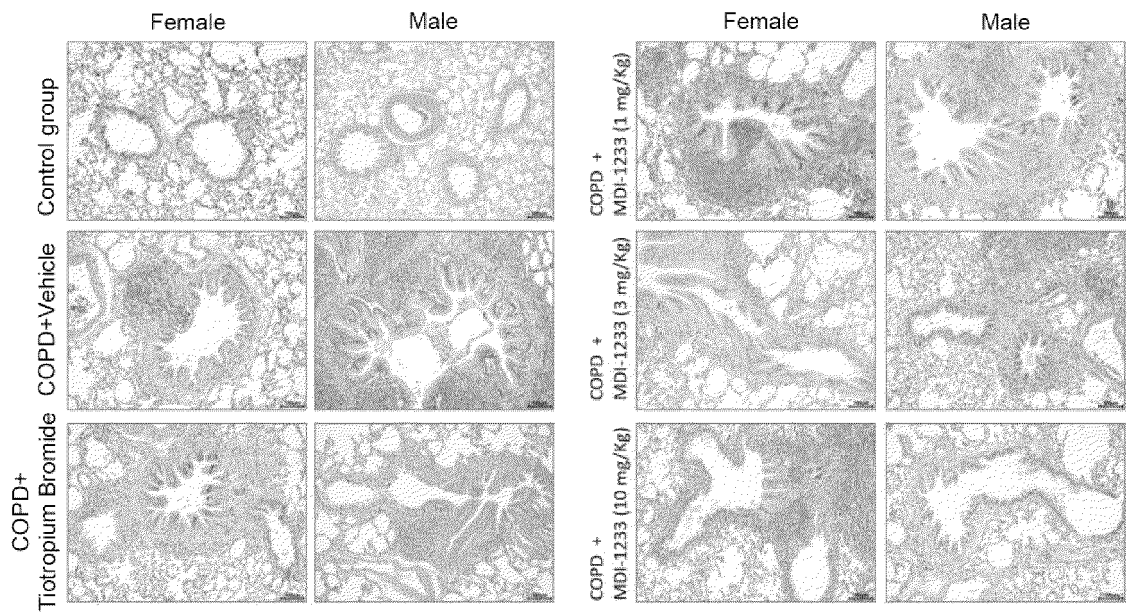 Female
Male
Female
Male
Control group
COPD +
MDI-1233 (1 mg/Kg)
COPD+Vehicle
COPD +
MDI-1233 (3 mg/Kg)
COPD+
Tiotropium Bromide
COPD +
MDI-1233 (10 mg/Kg)